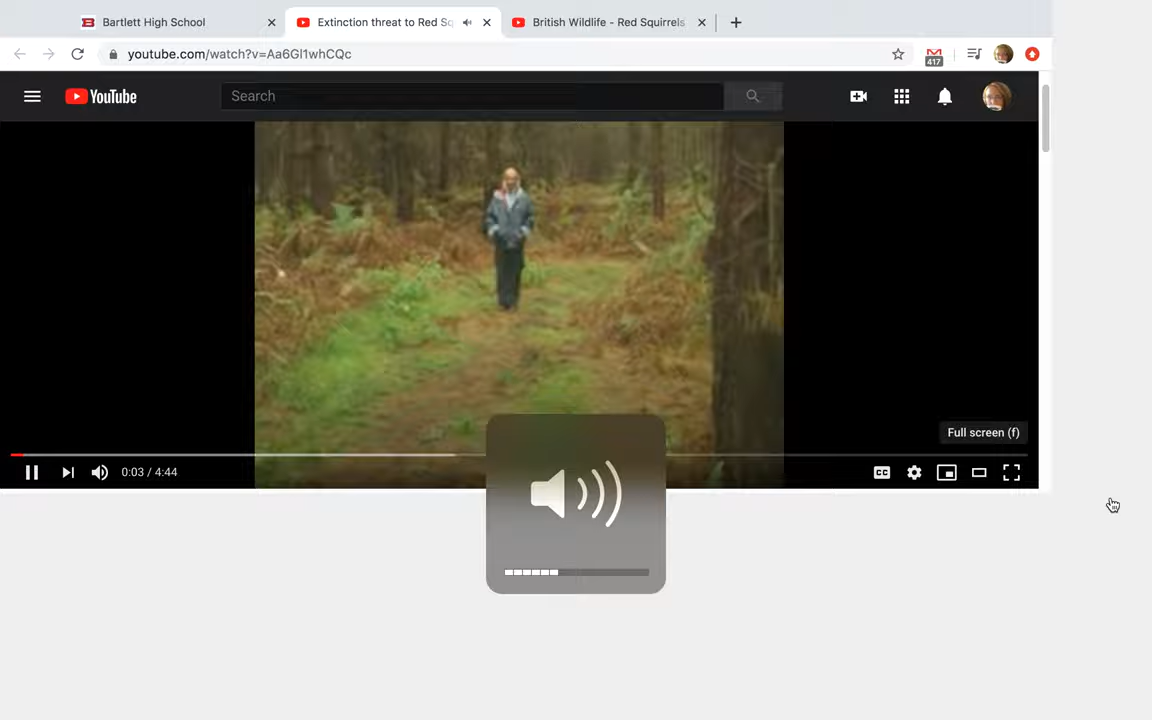 Bartlett High School
Extinction threat to Red Sq
British Wildlife - Red Squirrels
youtube.com/watch?v=Aa6Gl1whCQc
417
YouTube
Search
Full screen (f)
0:03 / 4:44
CC